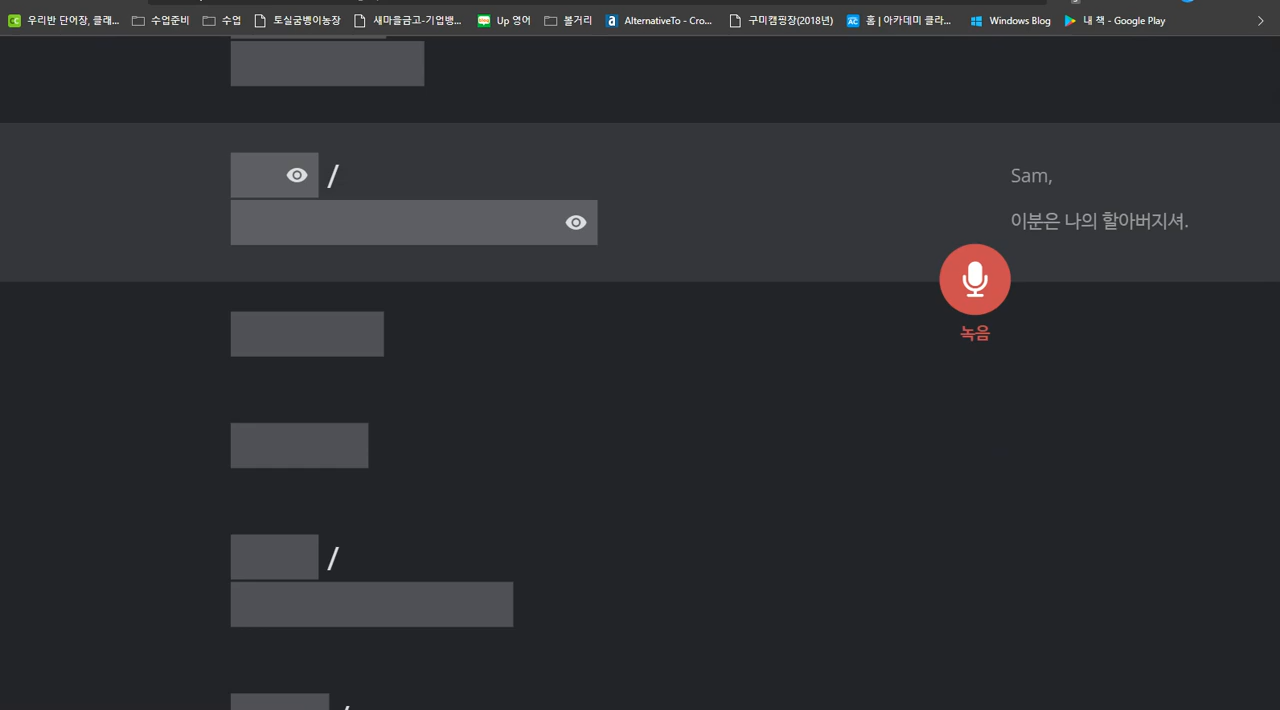 우리반 단어장, 클래... 수업준비 수업 토실굼벵이농장 새마을금고-기업뱅... Up 영어 볼거리 AlternativeTo - Cro... 구미캠핑장(2018년) 홈 | 아카데미 클라... Windows Blog 내 책 - Google Play
/
Sam,
이분은 나의 할아버지셔.
녹음
/